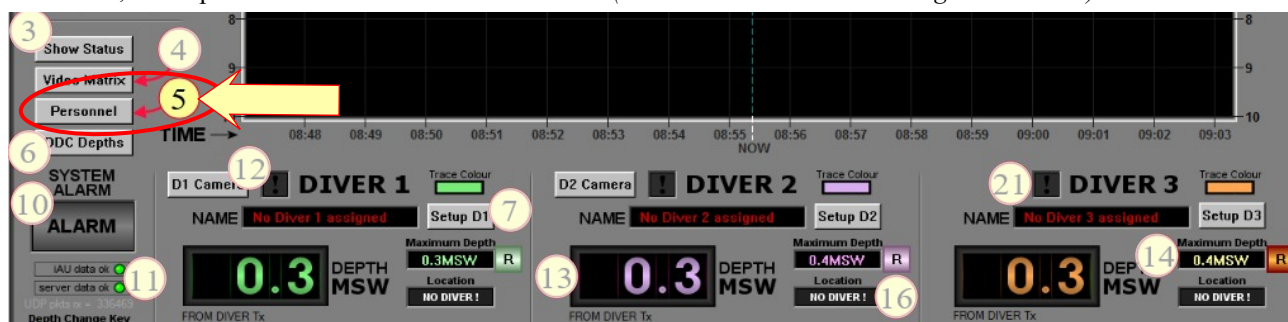 8 8
3
Show Status
4
Video Matrix
9 9
5
Personnel
10 10
6
DDC Depths
TIME
08:48 08:49 08:50 08:51 08:52 08:53 08:54 08:55 08:56 08:57 08:58 08:59 09:00 09:01 09:02 09:03
NOW
SYSTEM
ALARM
10
ALARM
iAU data ok
11
server data ok
UDP pkts rx = 336469
Depth Change Key
D1 Camera
12
!
DIVER 1
Trace Colour
NAME
No Diver 1 assigned
Setup D1
7
0.3
DEPTH
MSW
Maximum Depth
0.3MSW
R
Location
NO DIVER !
FROM DIVER Tx
D2 Camera
!
DIVER 2
Trace Colour
NAME
No Diver 2 assigned
Setup D2
13
0.3
DEPTH
MSW
Maximum Depth
0.4MSW
R
Location
NO DIVER !
16
FROM DIVER Tx
21
!
DIVER 3
Trace Colour
NAME
No Diver 3 assigned
Setup D3
0.3
DEPTH
MSW
14
Maximum Depth
0.4MSW
R
Location
NO DIVER !
FROM DIVER Tx